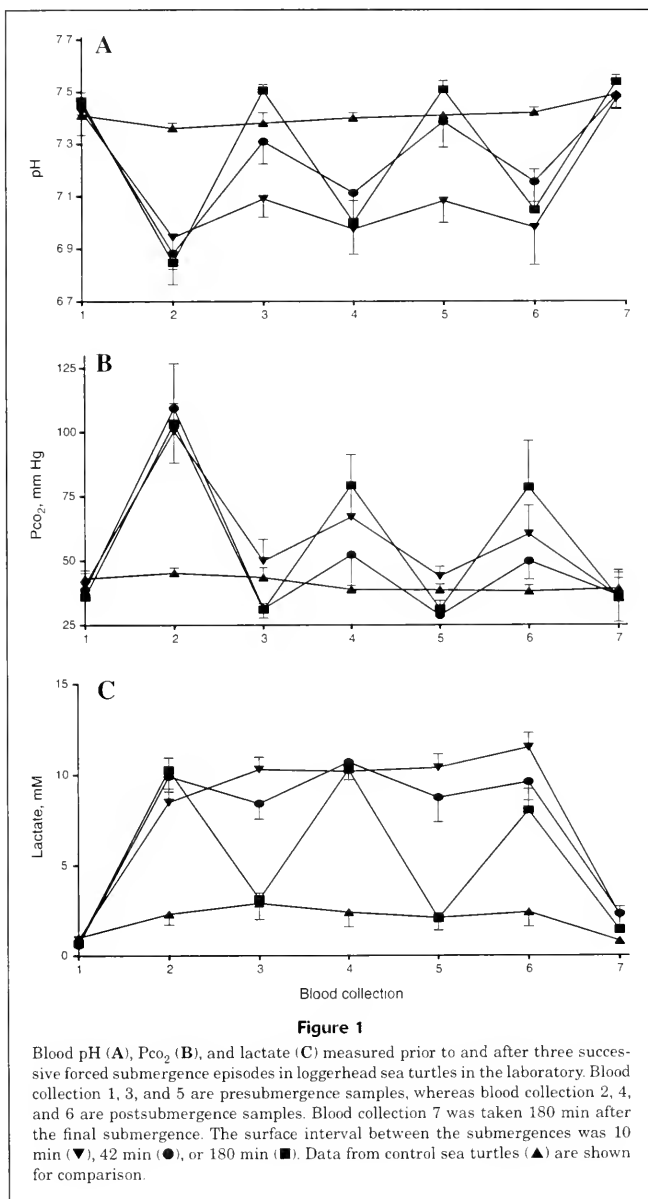 A
7 7
7 5
7 3
7 1
6 9
6 7
pH
1 2 3 4 5 6 7
B
125
100
75
50
25
Pco2, mm Hg
1 2 3 4 5 6 7
C
15
10
5
0
Lactate, mM
1 2 3 4 5 6 7
Blood collection
Figure 1
Blood pH (A), Pco2 (B), and lactate (C) measured prior to and after three succes-
sive forced submergence episodes in loggerhead sea turtles in the laboratory. Blood
collection 1, 3, and 5 are presubmergence samples, whereas blood collection 2, 4,
and 6 are postsubmergence samples. Blood collection 7 was taken 180 min after
the final submergence. The surface interval between the submergences was 10
min (▼), 42 min (●), or 180 min (■). Data from control sea turtles (▲) are shown
for comparison.